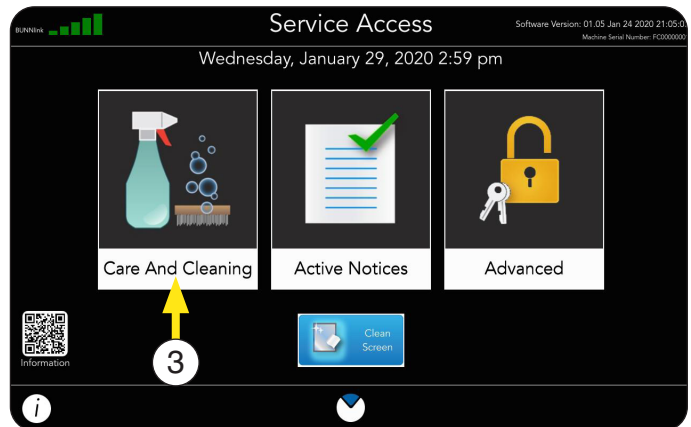 BUNNlink
Service Access
Software Version: 01.05 Jan 24 2020 21:05:0
Machine Serial Number: FC0000000
Wednesday, January 29, 2020 2:59 pm
Care And Cleaning
Active Notices
Advanced
3
Clean
Screen
Information
i